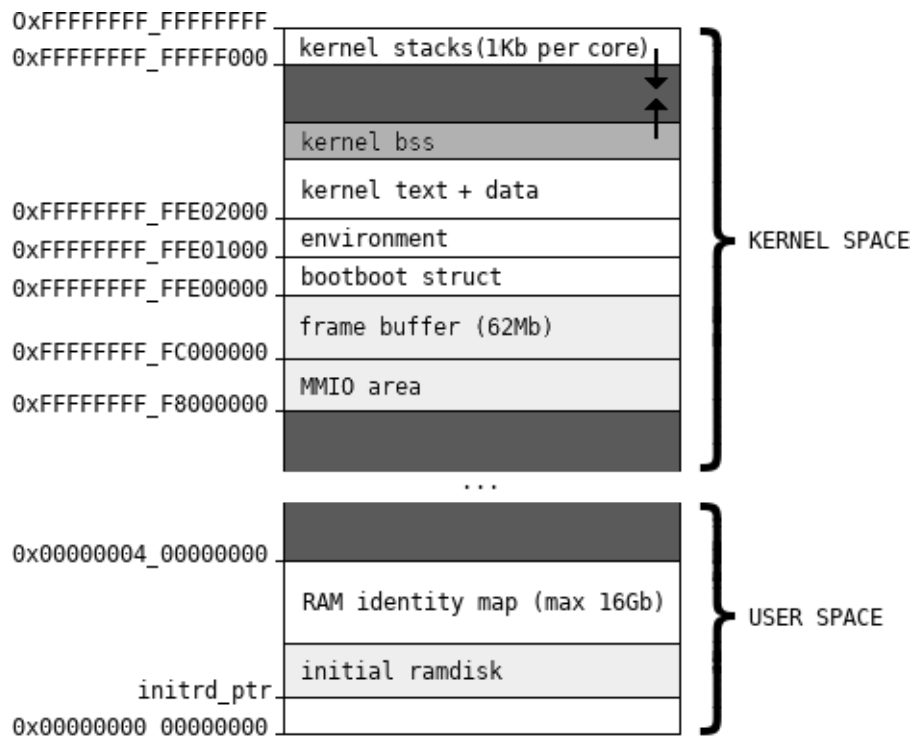 0xFFFFFFFF_FFFFFFFF
kernel stacks(1Kb per core)
0xFFFFFFFF_FFFFF000
kernel bss
kernel text + data
0xFFFFFFFF_FFE02000
environment
0xFFFFFFFF_FFE01000
KERNEL SPACE
bootboot struct
0xFFFFFFFF_FFE00000
frame buffer (62Mb)
0xFFFFFFFF_FC000000
MMIO area
0xFFFFFFFF_F8000000
...
0x00000004_00000000
RAM identity map (max 16Gb)
USER SPACE
initial ramdisk
initrd_ptr
0x00000000_00000000